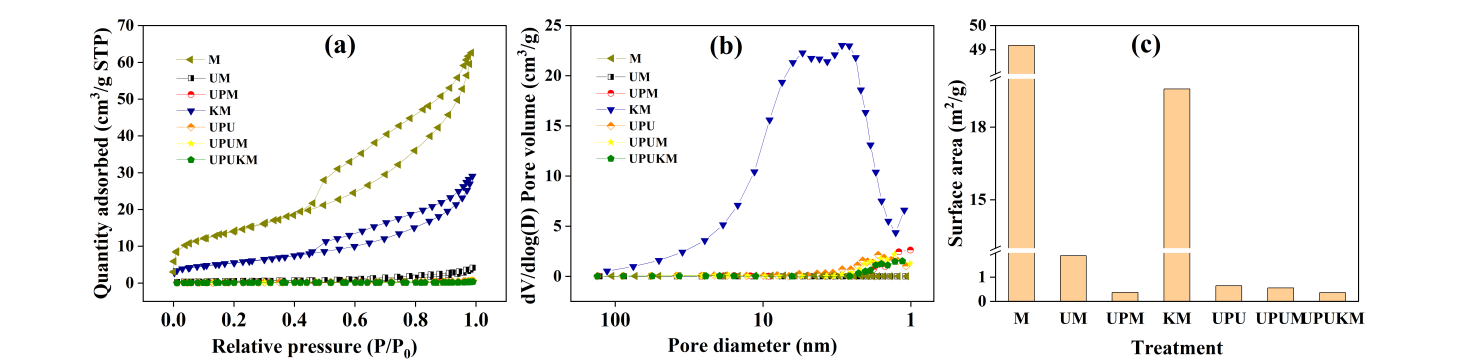 (a)
Quantity adsorbed (cm³/g STP)
70
60
50
40
30
20
10
0
M
UM
UPM
KM
UPU
UPUM
UPUKM
0.0 0.2 0.4 0.6 0.8 1.0
Relative pressure (P/P₀)
(b)
dV/dlog(D) Pore volume (cm³/g)
25
20
15
10
5
0
M
UM
UPM
KM
UPU
UPUM
UPUKM
100 10 1
Pore diameter (nm)
(c)
Surface area (m²/g)
50
49
18
15
1
0
M UM UPM KM UPU UPUM UPUKM
Treatment